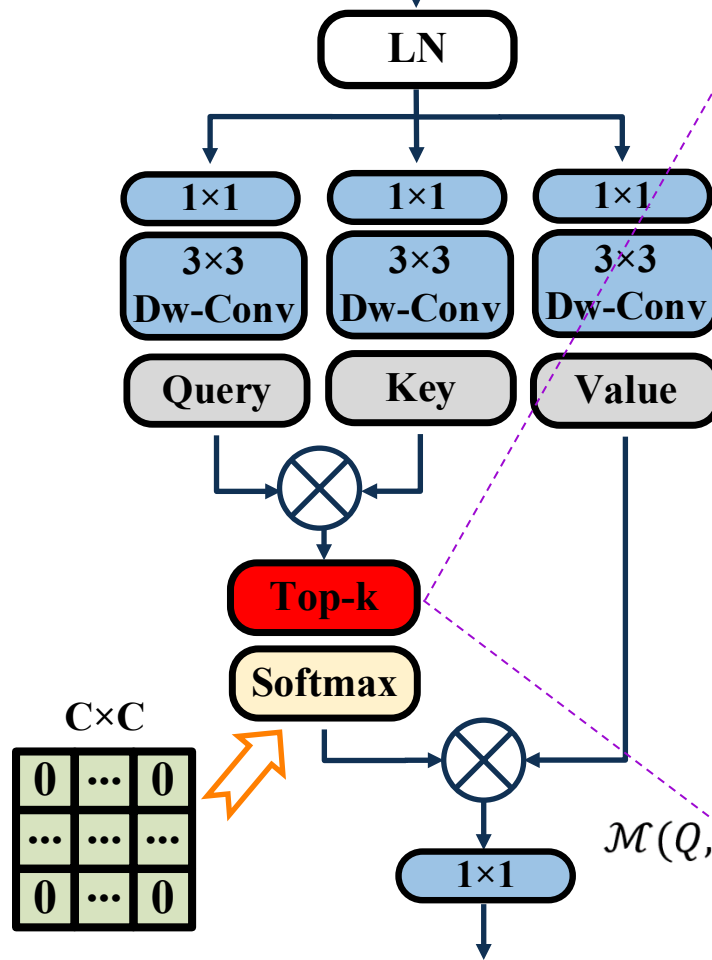 LN
1×1 1×1 1×1
3×3 3×3 3×3
Dw-Conv Dw-Conv Dw-Conv
Query Key Value
Top-k
Softmax
C×C
0 ... 0
... ... ...
0 ... 0
ℳ(Q,
1×1